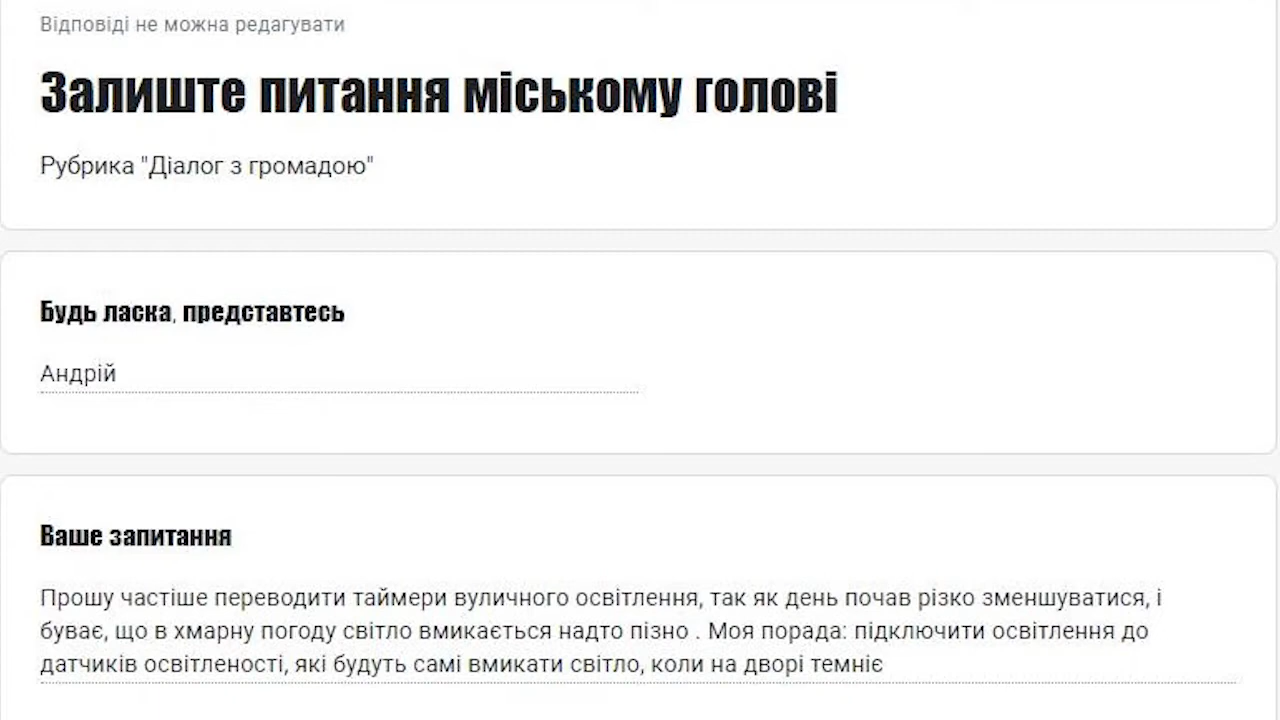 Відповіді не можна редагувати
Залиште питання міському голові
Рубрика "Діалог з громадою"
Будь ласка, представтесь
Андрій
Ваше запитання
Прошу частіше переводити таймери вуличного освітлення, так як день почав різко зменшуватися, і
буває, що в хмарну погоду світло вмикається надто пізно . Моя порада: підключити освітлення до
датчиків освітленості, які будуть самі вмикати світло, коли на дворі темніє